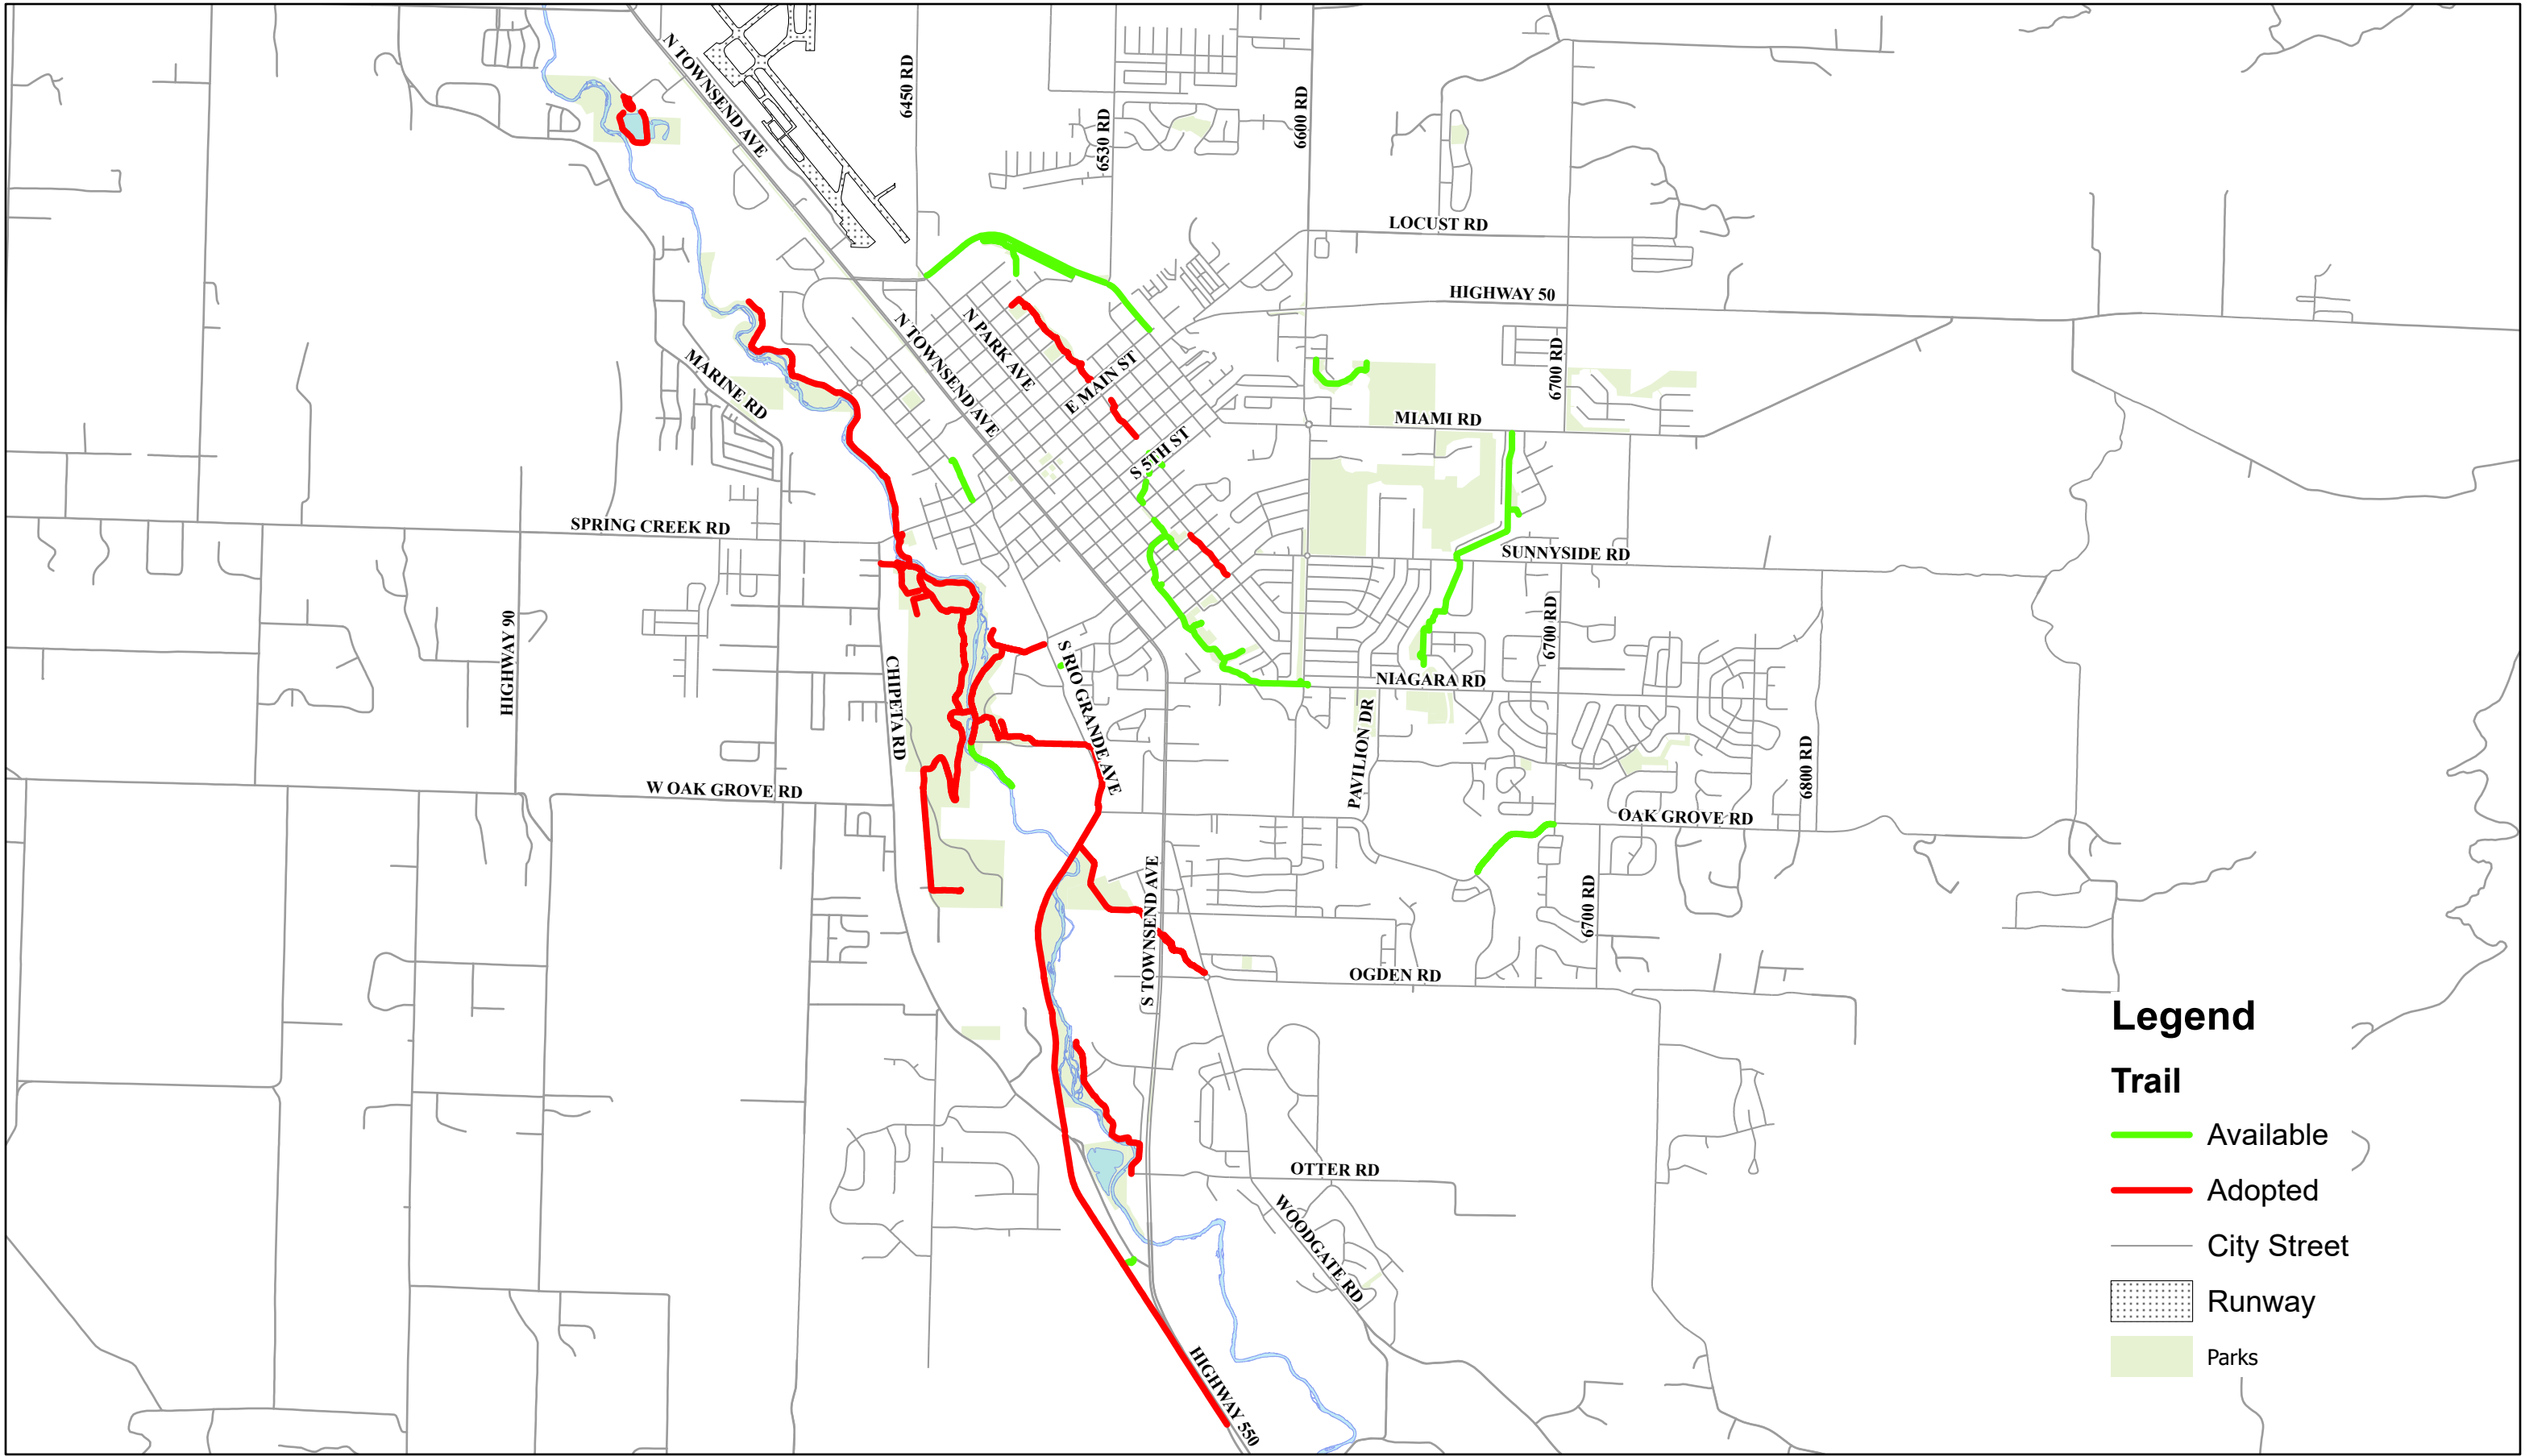 N TOWNSEND AVE
6450 RD
6530 RD
6600 RD
LOCUST RD
HIGHWAY 50
N TOWNSEND AVE
N PARK AVE
E MAIN ST
6700 RD
MARINE RD
MIAMI RD
S 5TH ST
SPRING CREEK RD
SUNNYSIDE RD
HIGHWAY 90
6700 RD
CHIPETA RD
S RIO GRANDE AVE
NIAGARA RD
PAVILION DR
6800 RD
W OAK GROVE RD
OAK GROVE RD
S TOWNSEND AVE
6700 RD
OGDEN RD
OTTER RD
WOODGATE RD
HIGHWAY 550
Legend
Trail
Available
Adopted
City Street
Runway
Parks